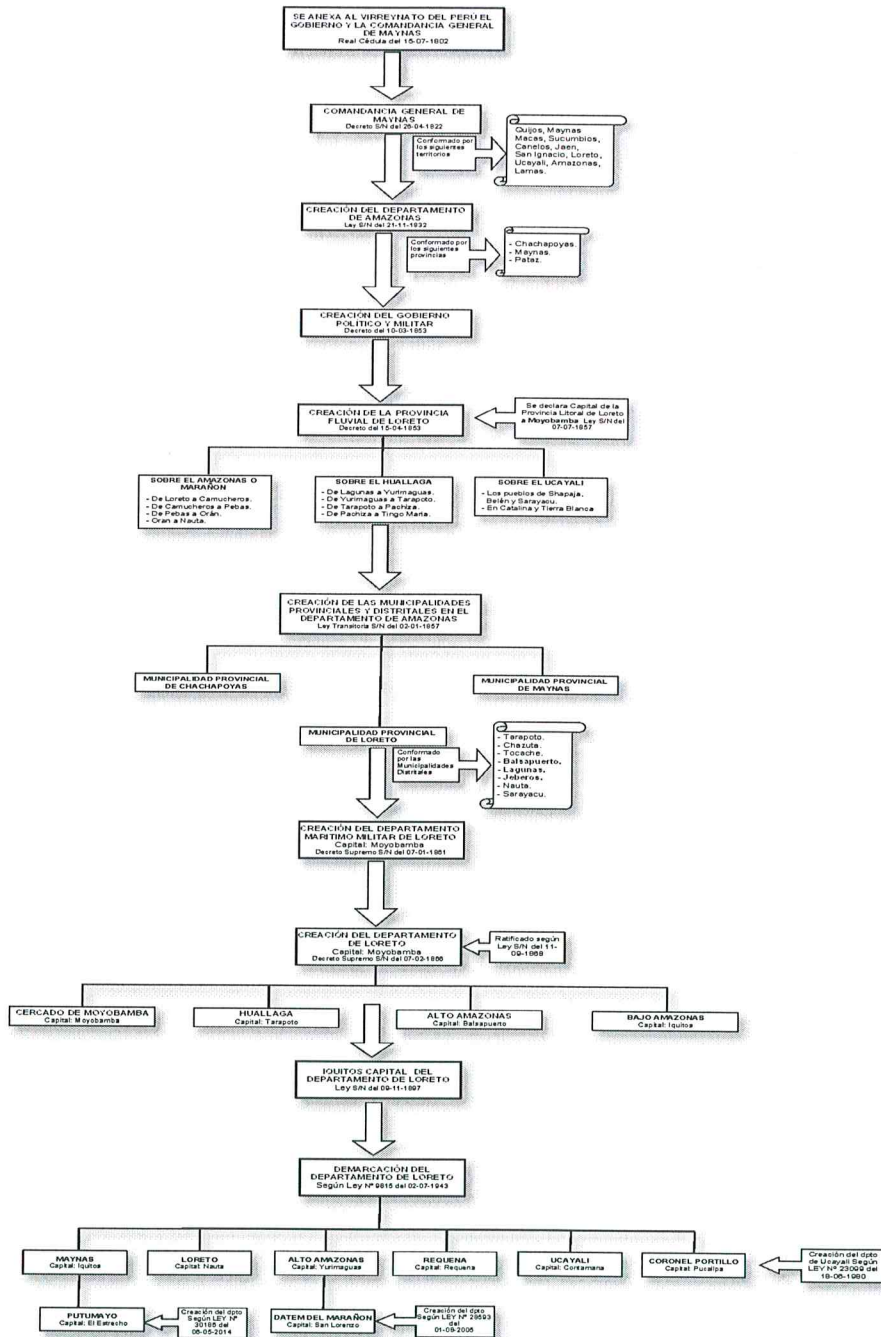 SE ANEXA AL VIRREYNATO DEL PERÚ EL
GOBIERNO Y LA COMANDANCIA GENERAL
DE MAYNAS
Real Cédula del 15-07-1802
COMANDANCIA GENERAL DE
MAYNAS
Decreto S/N del 26-04-1822
Conformado por
los siguientes
territorios
Quijos, Maynas
Macas, Sucumbios,
Canelos, Jaen,
San Ignacio, Loreto,
Ucayali, Amazonas,
Lamas.
CREACIÓN DEL DEPARTAMENTO
DE AMAZONAS
Ley S/N del 21-11-1832
Conformado por
los siguientes
provincias
- Chachapoyas.
- Maynas.
- Pataz.
CREACIÓN DEL GOBIERNO
POLÍTICO Y MILITAR
Decreto del 10-03-1853
CREACIÓN DE LA PROVINCIA
FLUVIAL DE LORETO
Decreto del 15-04-1853
Se declara Capital de la
Provincia Litoral de Loreto
a Moyobamba Ley S/N del
07-07-1857
SOBRE EL AMAZONAS O
MARAÑON
- De Loreto a Camucheros.
- De Camucheros a Pebas.
- De Pebas a Orán.
- Oran a Nauta.
SOBRE EL HUALLAGA
- De Lagunas a Yurimaguas.
- De Yurimaguas a Tarapoto.
- De Tarapoto a Pachiza.
- De Pachiza a Tingo María.
SOBRE EL UCAYALI
- Los pueblos de Shapaja,
Belén y Sarayacu.
- En Catalina y Tierra Blanca
CREACIÓN DE LAS MUNICIPALIDADES
PROVINCIALES Y DISTRITALES EN EL
DEPARTAMENTO DE AMAZONAS
Ley Transitoria S/N del 02-01-1857
MUNICIPALIDAD PROVINCIAL
DE CHACHAPOYAS
MUNICIPALIDAD PROVINCIAL
DE MAYNAS
MUNICIPALIDAD PROVINCIAL
DE LORETO
Conformado
por las
Municipalidades
Distritales
- Tarapoto.
- Chazuta.
- Tocache.
- Balsapuerto.
- Lagunas.
- Jeberos.
- Nauta.
- Sarayacu.
CREACIÓN DEL DEPARTAMENTO
MARITIMO MILITAR DE LORETO
Capital: Moyobamba
Decreto Supremo S/N del 07-01-1861
CREACIÓN DEL DEPARTAMENTO
DE LORETO
Capital: Moyobamba
Decreto Supremo S/N del 07-02-1866
Ratificado según
Ley S/N del 11-
09-1868
CERCADO DE MOYOBAMBA
Capital: Moyobamba
HUALLAGA
Capital: Tarapoto
ALTO AMAZONAS
Capital: Balsapuerto
BAJO AMAZONAS
Capital: Iquitos
IQUITOS CAPITAL DEL
DEPARTAMENTO DE LORETO
Ley S/N del 09-11-1897
DEMARCACIÓN DEL
DEPARTAMENTO DE LORETO
Según Ley Nº 9815 del 02-07-1943
MAYNAS
Capital: Iquitos
LORETO
Capital: Nauta
ALTO AMAZONAS
Capital: Yurimaguas
REQUENA
Capital: Requena
UCAYALI
Capital: Contamana
CORONEL PORTILLO
Capital: Pucallpa
Creación del dpto
de Ucayali Según
LEY Nº 23099 del
18-06-1980
PUTUMAYO
Capital: El Estrecho
Creación del dpto
Según LEY Nº
30186 del
06-05-2014
DATEM DEL MARAÑON
Capital: San Lorenzo
Creación del dpto
Según LEY Nº 28593
del
01-08-2005